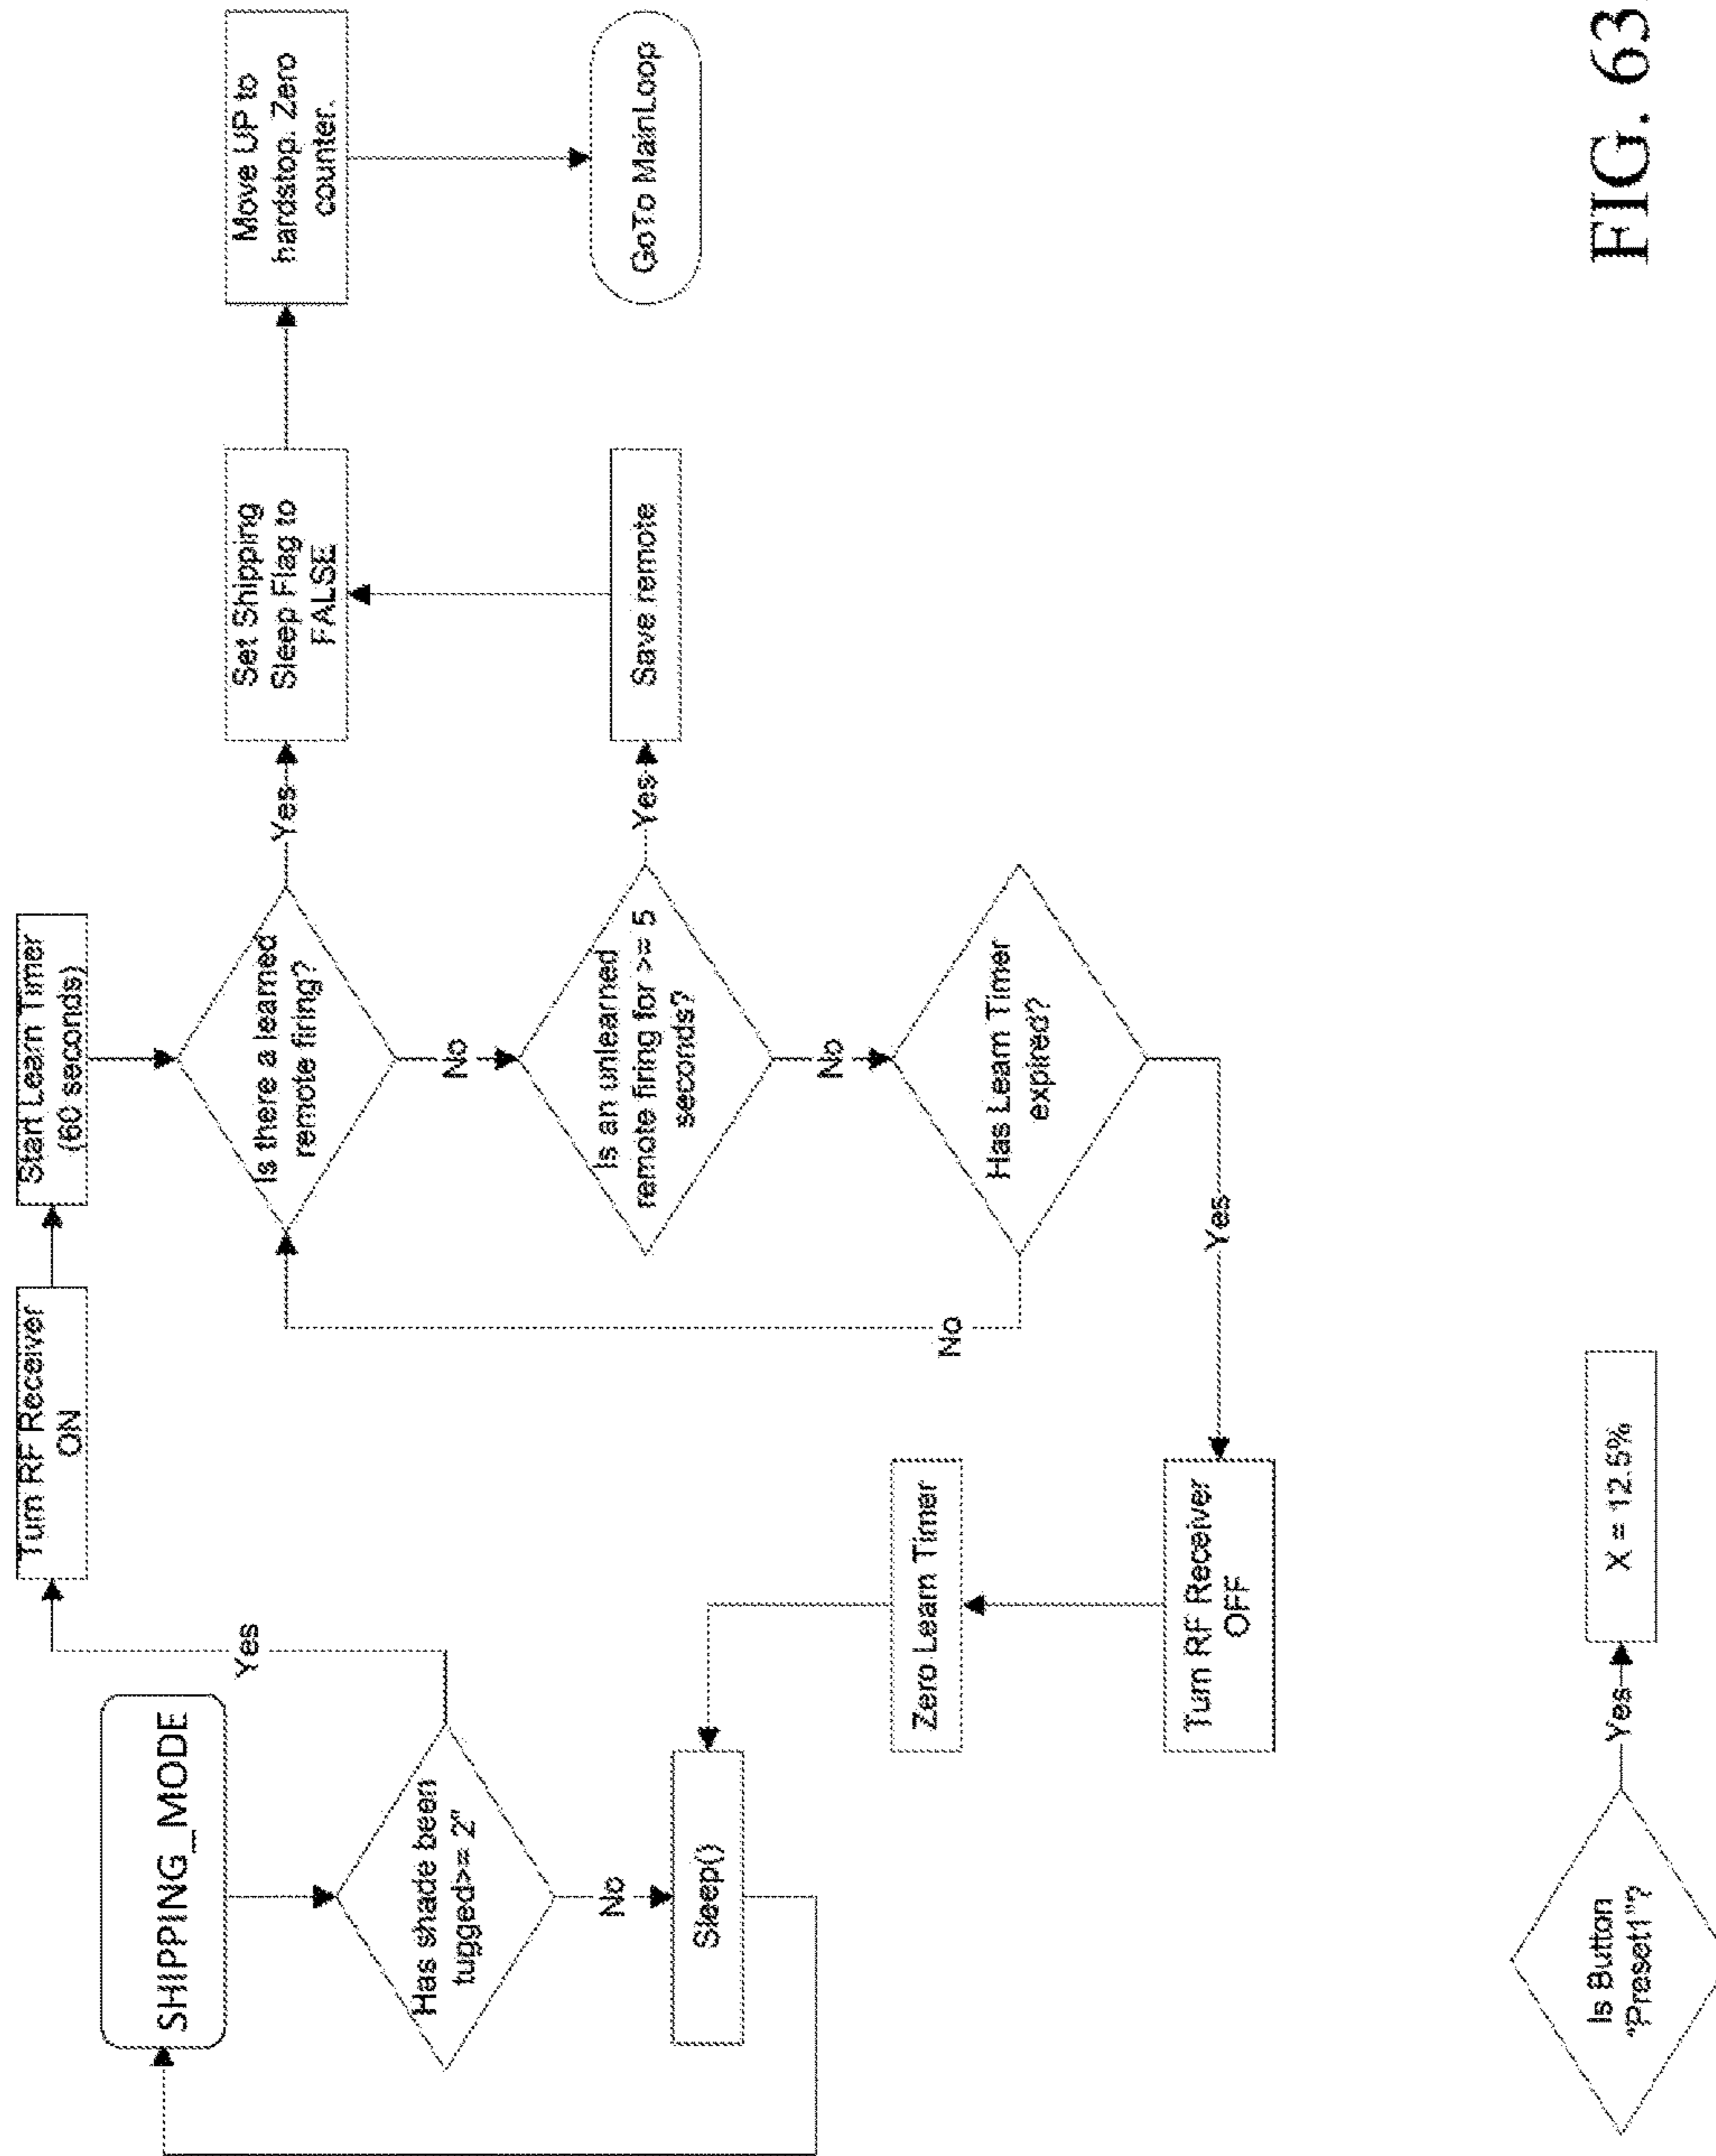 SHIPPING_MODE
Has shade been
tugged>= 2"
Yes
No
Sleep()
Turn RF Receiver
ON
Start Learn Timer
(60 seconds)
Is there a learned
remote firing?
Yes
No
Set Shipping
Sleep Flag to
FALSE
Move UP to
hardstop. Zero
counter.
GoTo MainLoop
Is an unlearned
remote firing for >= 5
seconds?
Yes
No
Save remote
Has Learn Timer
expired?
No
Yes
Zero Learn Timer
Turn RF Receiver
OFF
Is Button
"Preset1"?
Yes
X = 12.5%
FIG. 63